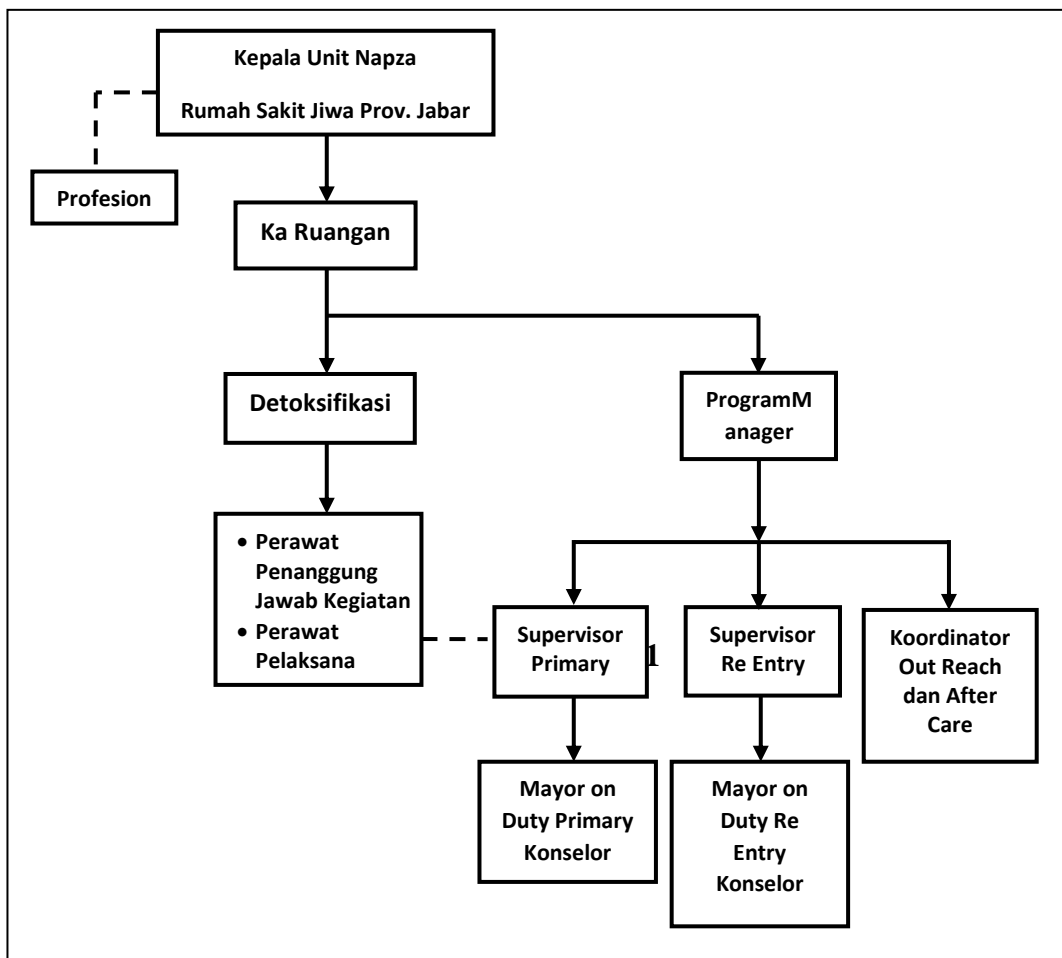 Kepala Unit Napza
Rumah Sakit Jiwa Prov. Jabar
Profesion
Ka Ruangan
Detoksifikasi
ProgramM
anager
• Perawat
Penanggung
Jawab Kegiatan
• Perawat
Pelaksana
Supervisor
Primary
1
Supervisor
Re Entry
Koordinator
Out Reach
dan After
Care
Mayor on
Duty Primary
Konselor
Mayor on
Duty Re
Entry
Konselor